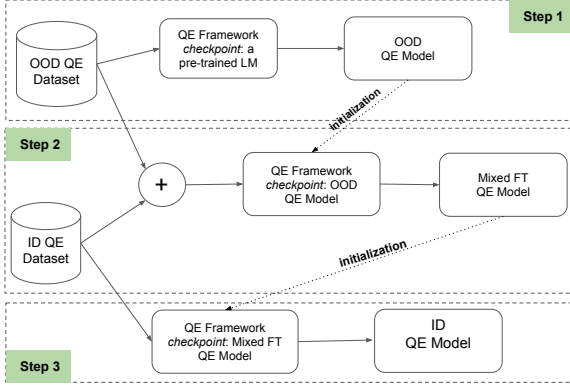 Step 1
OOD QE
Dataset
QE Framework
checkpoint: a
pre-trained LM
OOD
QE Model
initialization
Step 2
+
QE Framework
checkpoint: OOD
QE Model
Mixed FT
QE Model
ID QE
Dataset
initialization
QE Framework
checkpoint: Mixed FT
QE Model
ID
QE Model
Step 3